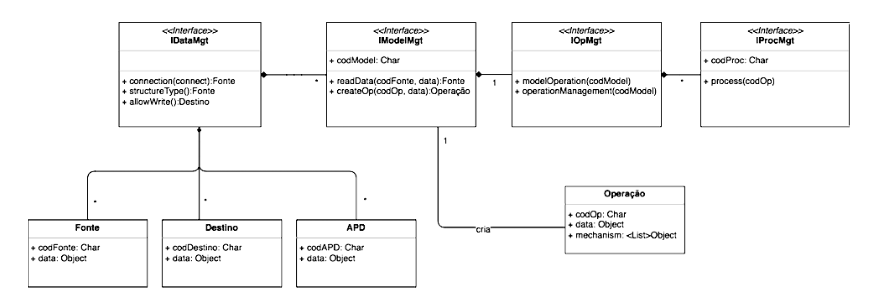 <<Interface>>
IDataMgt
+ connection(connect):Fonte
+ structureType():Fonte
+ allowWrite():Destino
*
<<Interface>>
IModelMgt
+ codModel: Char
+ readData(codFonte, data):Fonte
+ createOp(codOp, data):Operação
1
<<Interface>>
IOpMgt
+ modelOperation(codModel)
+ operationManagement(codModel)
*
<<Interface>>
IProcMgt
+ codProc: Char
+ process(codOp)
1
cria
Operação
+ codOp: Char
+ data: Object
+ mechanism: <List>Object
*
*
*
Fonte
+ codFonte: Char
+ data: Object
Destino
+ codDestino: Char
+ data: Object
APD
+ codAPD: Char
+ data: Object